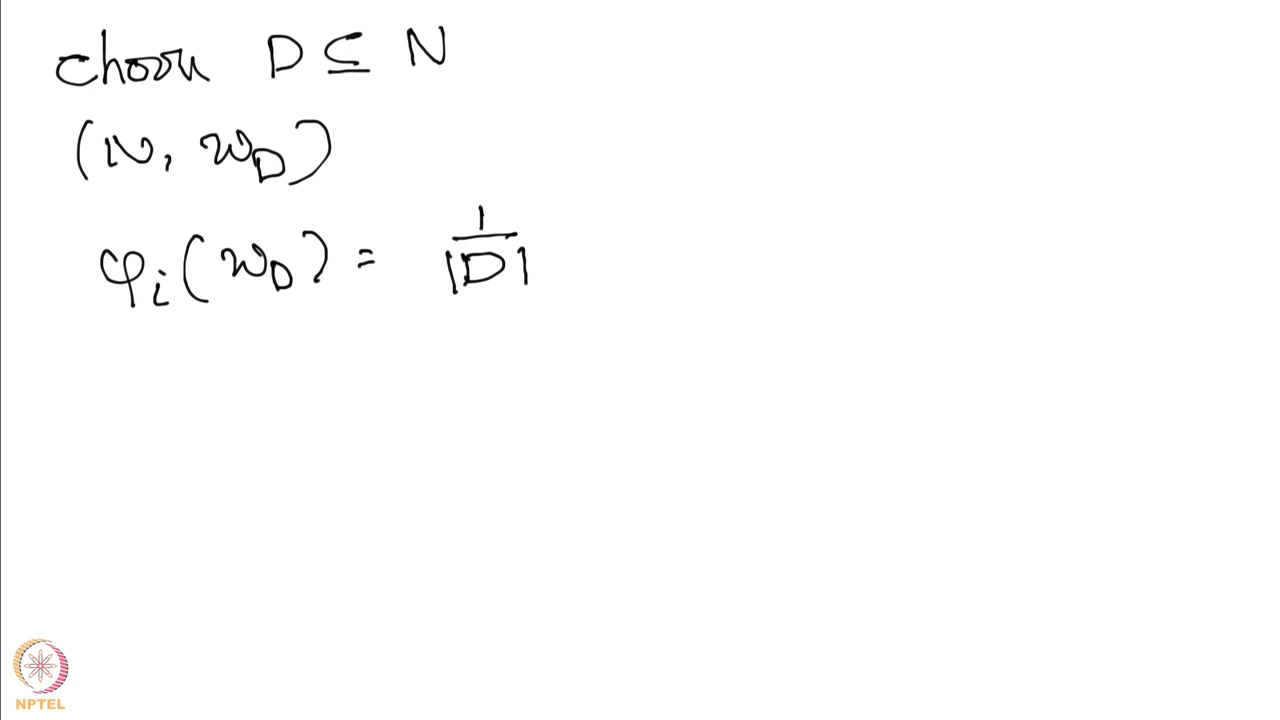 choose D ⊆ N
(N, w_D)
φ_i(w_D) = 1/|D|
NPTEL